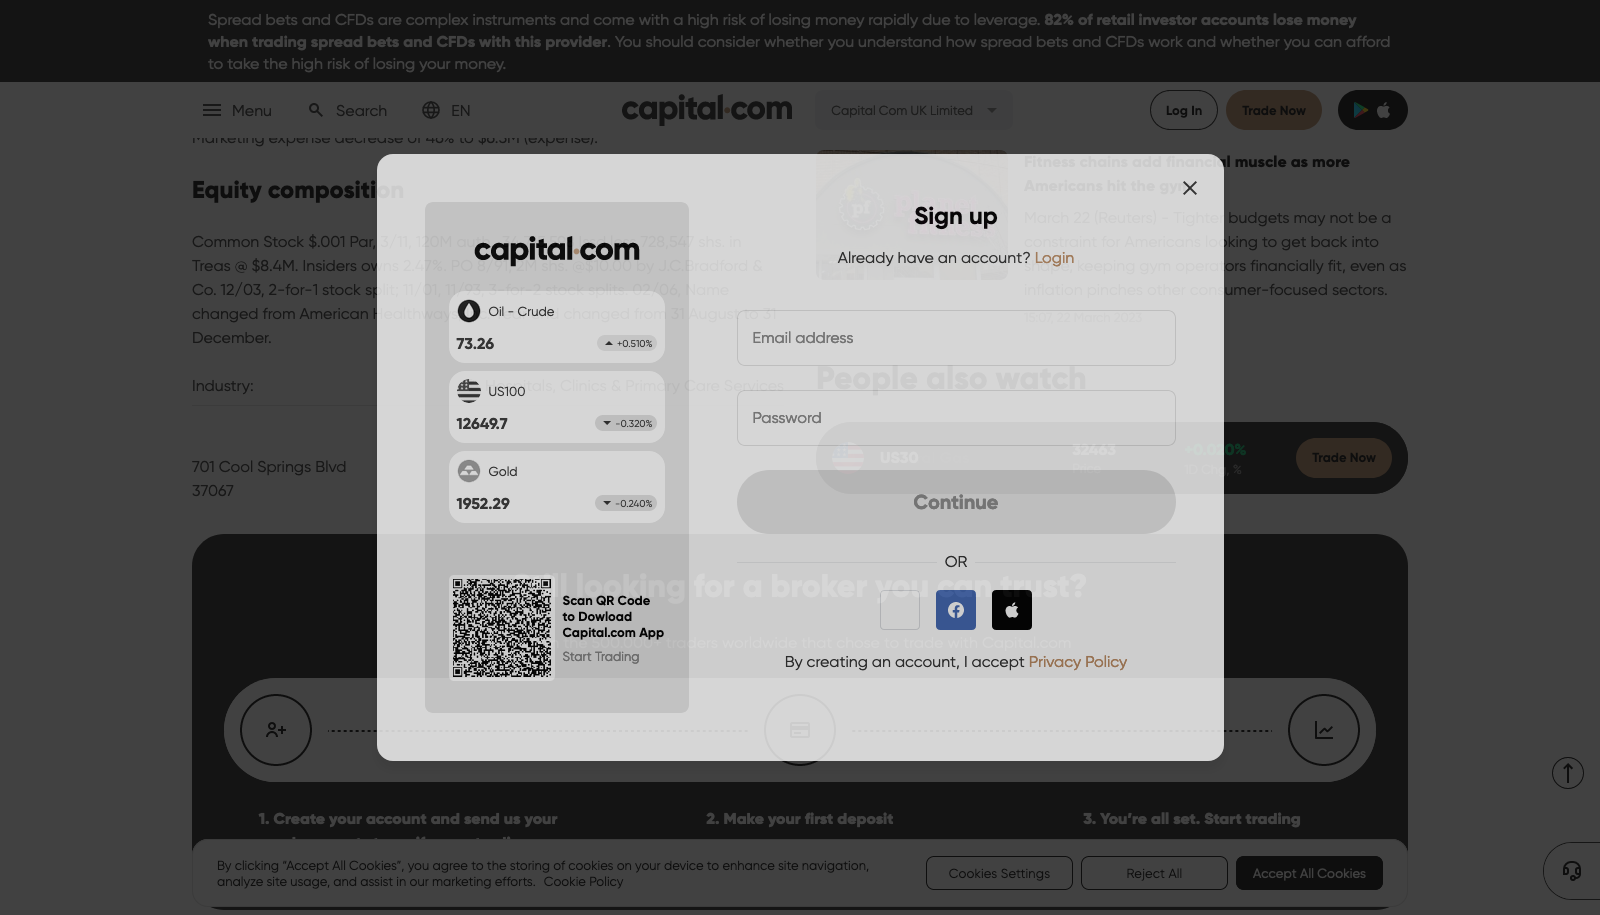 Spread bets and CFDs are complex instruments and come with a high risk of losing money rapidly due to leverage. 82% of retail investor accounts lose money
when trading spread bets and CFDs with this provider. You should consider whether you understand how spread bets and CFDs work and whether you can afford
to take the high risk of losing your money.
Menu
Search
EN
capital.com
Capital Com UK Limited
Log In
Trade Now
Marketing expense decrease of 46% to $6.3M (expense).
Equity composition
Common Stock $.001 Par, 3/11, 120M auth.,
728,547 shs. in
Treas @ $8.4M. Insiders owns 2.47%. PO 8/91, 2M shs. @$10.00 by J.C.Bradford &
Co. 12/03, 2-for-1 stock split. 11/01, 11/93, 3-for-2 stock splits. 02/06, Name
changed from American Healthways
changed from 31 August to 31
December.
Industry:
Hospitals, Clinics & Primary Care Services
701 Cool Springs Blvd
37067
Fitness chains add financial muscle as more
Americans hit the gym
March 22 (Reuters) - Tighter budgets may not be a
constraint for Americans looking to get back into
shape, keeping gym operators financially fit, even as
inflation pinches other consumer-focused sectors.
People also watch
US30
32463
+0.020%
Trade Now
capital.com
Oil - Crude
73.26
+0.510%
US100
12649.7
-0.320%
Gold
1952.29
-0.240%
Scan QR Code
to Dowload
Capital.com App
Start Trading
Sign up
Already have an account? Login
Email address
Password
Continue
OR
By creating an account, I accept Privacy Policy
Still looking for a broker you can trust?
traders worldwide that chose to trade with Capital.com
1. Create your account and send us your
2. Make your first deposit
3. You're all set. Start trading
By clicking "Accept All Cookies", you agree to the storing of cookies on your device to enhance site navigation,
analyze site usage, and assist in our marketing efforts. Cookie Policy
Cookies Settings
Reject All
Accept All Cookies